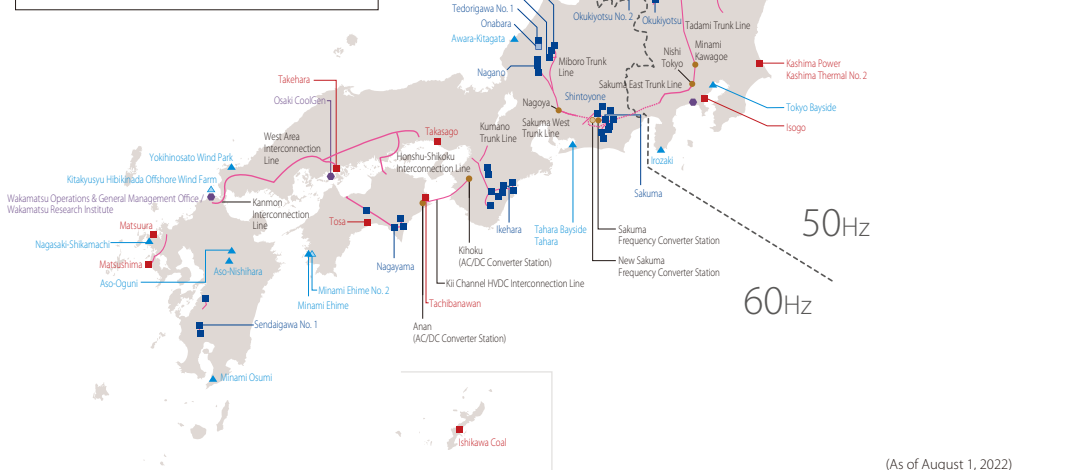 Tedorigawa No. 1
Onabara
Awara-Kitagata
Nagano
Okukiyotsu No. 2
Okukiyotsu
Tadami Trunk Line
Minami
Kawagoe
Nishi
Tokyo
Miboro Trunk
Line
Sakuma East Trunk Line
Shintoyone
Nagoya
Sakuma West
Trunk Line
Kashima Power
Kashima Thermal No. 2
Tokyo Bayside
Isogo
Irozaki
Sakuma
Takehara
Osaki CoolGen
West Area
Interconnection
Line
Takasago
Kumano
Trunk Line
Honshu-Shikoku
Interconnection Line
Yokihinosato Wind Park
Kitakyusyu Hibikinada Offshore Wind Farm
Wakamatsu Operations & General Management Office /
Wakamatsu Research Institute
Kanmon
Interconnection
Line
Matsuura
Nagasaki-Shikamachi
Matsushima
Aso-Oguni
Aso-Nishihara
Tosa
Nagayama
Ikehara
Tahara Bayside
Tahara
Sakuma
Frequency Converter Station
New Sakuma
Frequency Converter Station
Kihoku
(AC/DC Converter Station)
Kii Channel HVDC Interconnection Line
Tachibanawan
Anan
(AC/DC Converter Station)
Minami Ehime No. 2
Minami Ehime
Sendaigawa No. 1
Minami Osumi
Ishikawa Coal
50Hz
60Hz
(As of August 1, 2022)